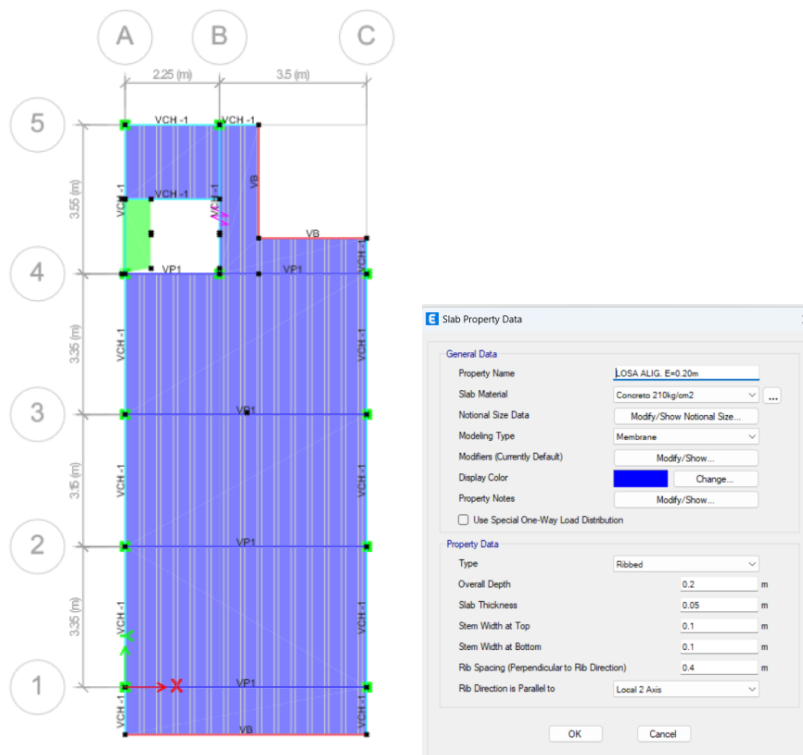 A B C
2.25 (m) 3.5 (m)
5
VCH -1 VCH -1
3.55 (m)
VCH -1
VCH -1
VCH -1
VB
VB
4
VP1 VP1
VCH -1
3.35 (m)
VCH -1
VCH -1
3
VP1
3.15 (m)
VCH -1
VCH -1
2
VP1
3.35 (m)
VCH -1
VCH -1
1
X
VP1
VCH -1
VCH -1
VB
E Slab Property Data
General Data
Property Name LOSA ALIG. E=0.20m
Slab Material Concreto 210kg/cm2 ...
Notional Size Data Modify/Show Notional Size...
Modeling Type Membrane
Modifiers (Currently Default) Modify/Show...
Display Color Change...
Property Notes Modify/Show...
Use Special One-Way Load Distribution
Property Data
Type Ribbed
Overall Depth 0.2 m
Slab Thickness 0.05 m
Stem Width at Top 0.1 m
Stem Width at Bottom 0.1 m
Rib Spacing (Perpendicular to Rib Direction) 0.4 m
Rib Direction is Parallel to Local 2 Axis
OK Cancel